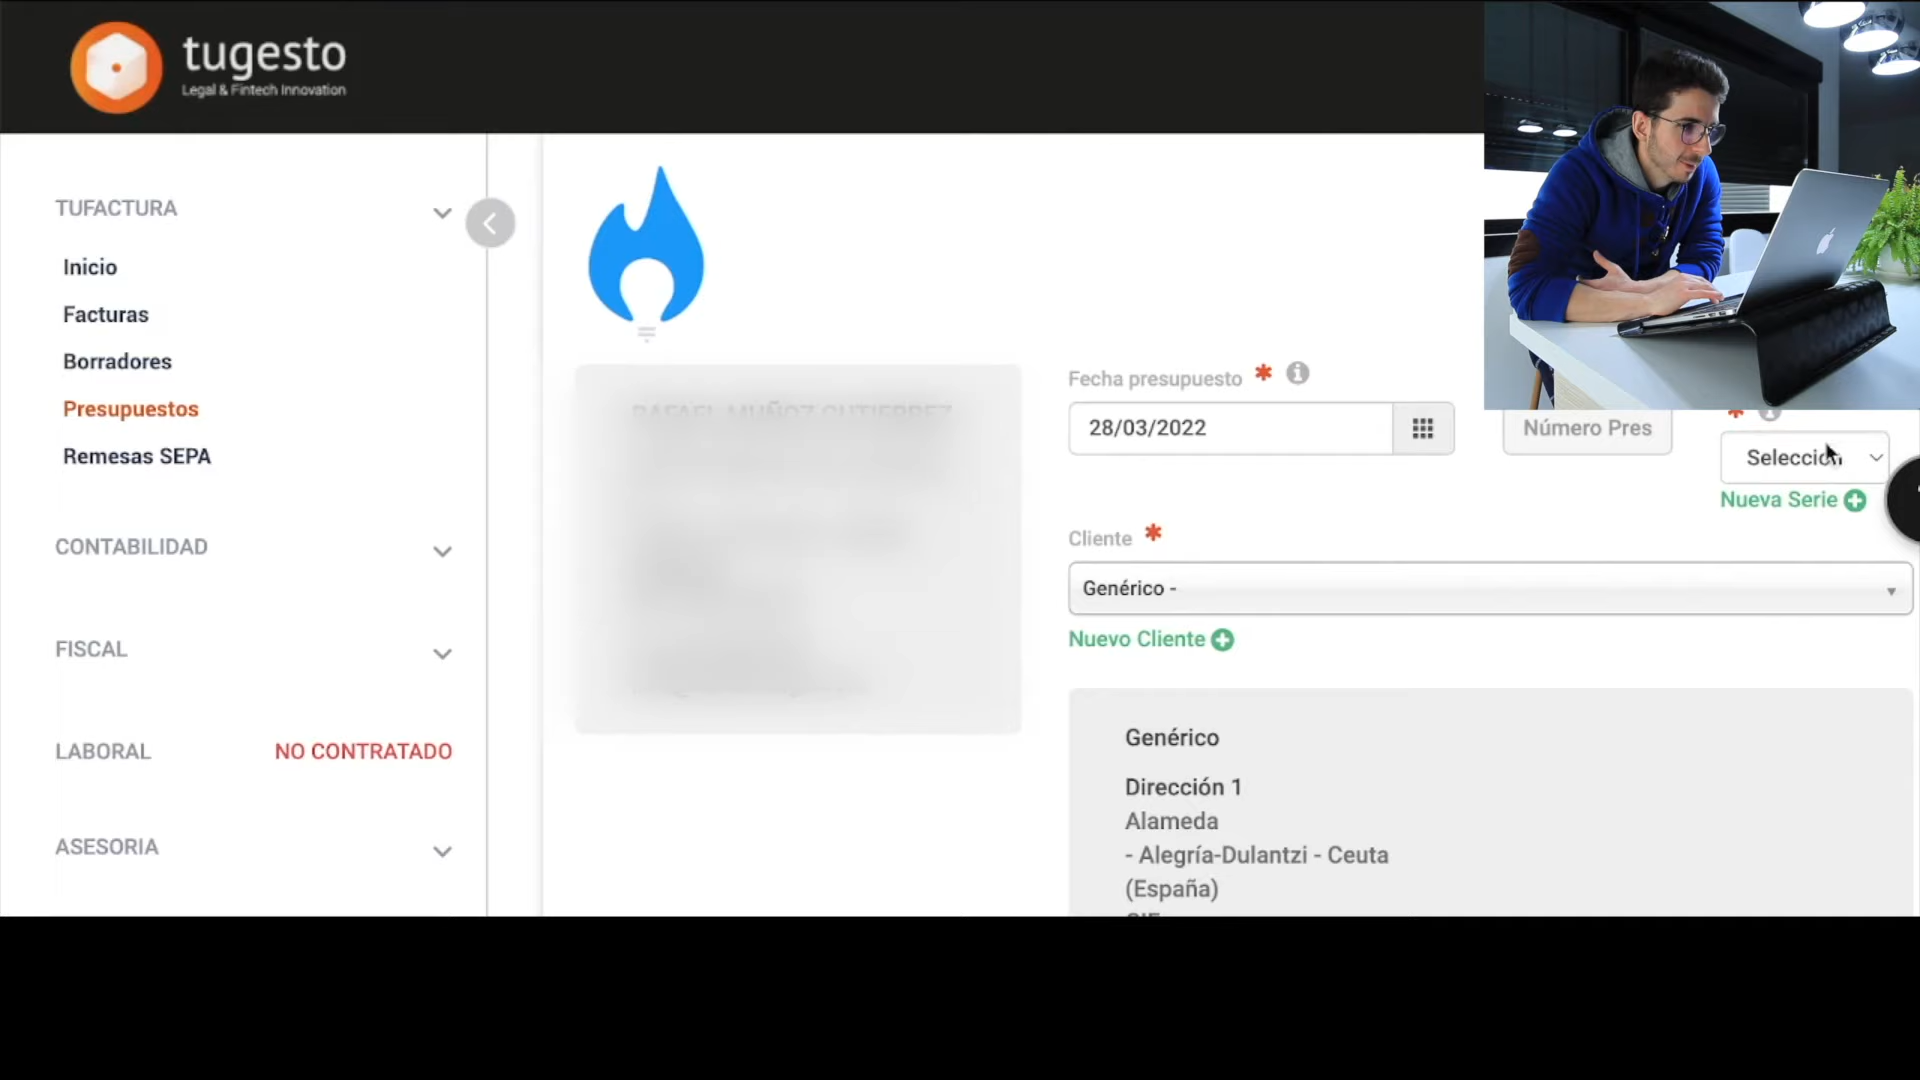 tugesto
Legal & Fintech Innovation
TUFACTURA
Inicio
Facturas
Borradores
Presupuestos
Remesas SEPA
CONTABILIDAD
FISCAL
LABORAL NO CONTRATADO
ASESORIA
Fecha presupuesto *
28/03/2022
Número Pres
*
Selección
Nueva Serie
Cliente *
Genérico -
Nuevo Cliente
Genérico
Dirección 1
Alameda
- Alegría-Dulantzi - Ceuta
(España)